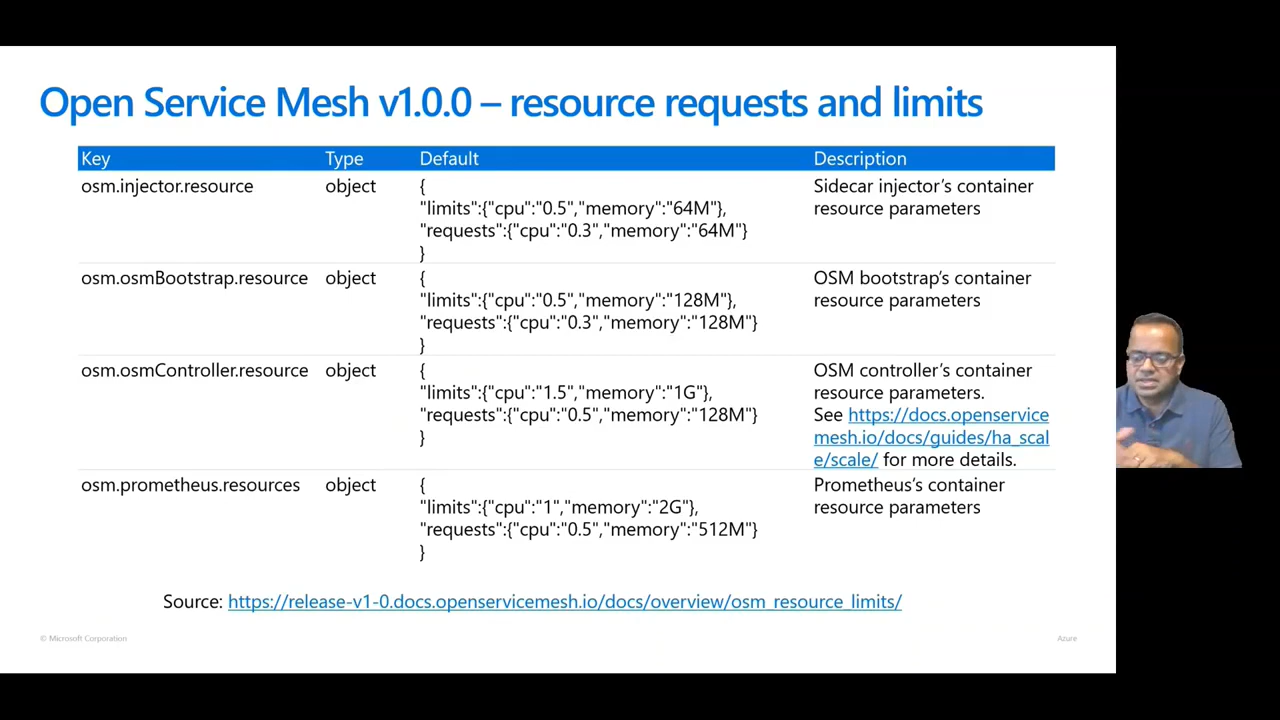 Open Service Mesh v1.0.0 – resource requests and limits
Key Type Default Description
osm.injector.resource object { Sidecar injector’s container
"limits":{"cpu":"0.5","memory":"64M"}, resource parameters
"requests":{"cpu":"0.3","memory":"64M"}
}
osm.osmBootstrap.resource object { OSM bootstrap’s container
"limits":{"cpu":"0.5","memory":"128M"}, resource parameters
"requests":{"cpu":"0.3","memory":"128M"}
}
osm.osmController.resource object { OSM controller’s container
"limits":{"cpu":"1.5","memory":"1G"}, resource parameters.
"requests":{"cpu":"0.5","memory":"128M"} See https://docs.openservice
} mesh.io/docs/guides/ha_scal
e/scale/ for more details.
osm.prometheus.resources object { Prometheus’s container
"limits":{"cpu":"1","memory":"2G"}, resource parameters
"requests":{"cpu":"0.5","memory":"512M"}
}
Source: https://release-v1-0.docs.openservicemesh.io/docs/overview/osm_resource_limits/
© Microsoft Corporation Azure